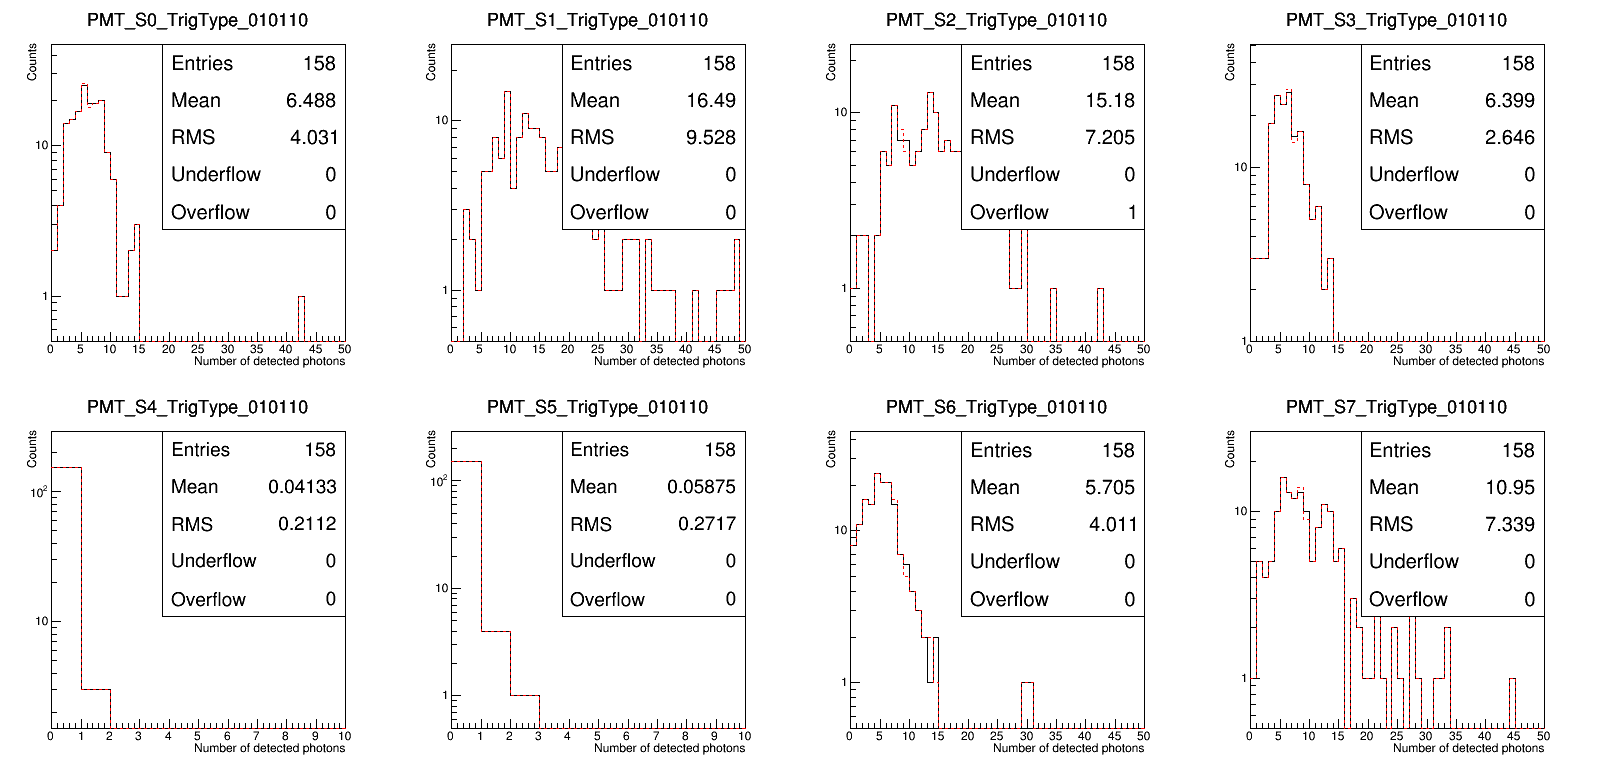 PMT_S0_TrigType_010110
Counts
Entries 158
Mean 6.488
RMS 4.031
Underflow 0
Overflow 0
10
1
0 5 10 15 20 25 30 35 40 45 50
Number of detected photons
PMT_S1_TrigType_010110
Counts
Entries 158
Mean 16.49
RMS 9.528
Underflow 0
Overflow 0
10
1
0 5 10 15 20 25 30 35 40 45 50
Number of detected photons
PMT_S2_TrigType_010110
Counts
Entries 158
Mean 15.18
RMS 7.205
Underflow 0
Overflow 1
10
1
0 5 10 15 20 25 30 35 40 45 50
Number of detected photons
PMT_S3_TrigType_010110
Counts
Entries 158
Mean 6.399
RMS 2.646
Underflow 0
Overflow 0
10
1
0 5 10 15 20 25 30 35 40 45 50
Number of detected photons
PMT_S4_TrigType_010110
Counts
Entries 158
Mean 0.04133
RMS 0.2112
Underflow 0
Overflow 0
10²
10
0 1 2 3 4 5 6 7 8 9 10
Number of detected photons
PMT_S5_TrigType_010110
Counts
Entries 158
Mean 0.05875
RMS 0.2717
Underflow 0
Overflow 0
10²
10
1
0 1 2 3 4 5 6 7 8 9 10
Number of detected photons
PMT_S6_TrigType_010110
Counts
Entries 158
Mean 5.705
RMS 4.011
Underflow 0
Overflow 0
10
1
0 5 10 15 20 25 30 35 40 45 50
Number of detected photons
PMT_S7_TrigType_010110
Counts
Entries 158
Mean 10.95
RMS 7.339
Underflow 0
Overflow 0
10
1
0 5 10 15 20 25 30 35 40 45 50
Number of detected photons